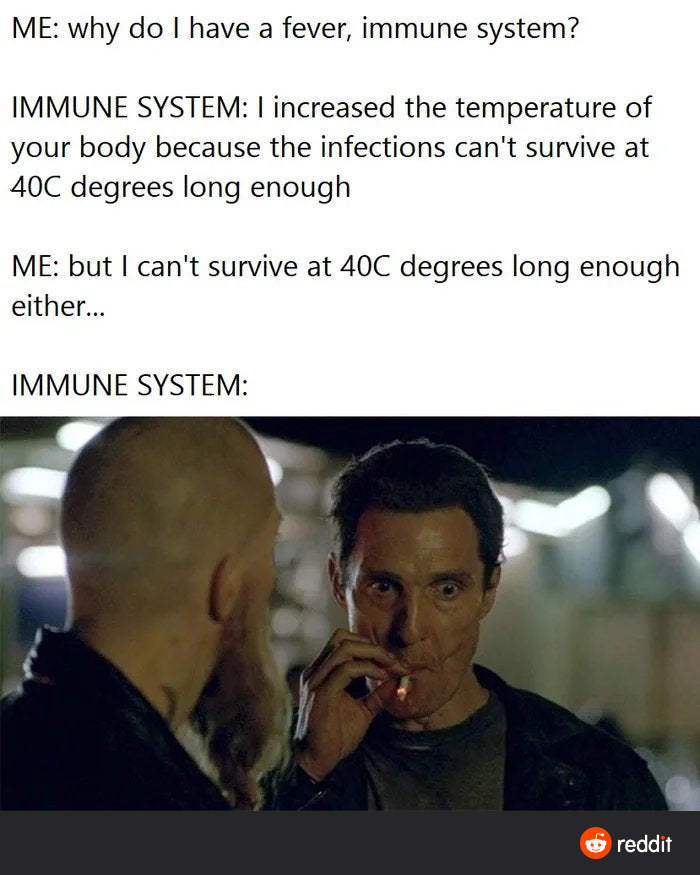 ME: why do I have a fever, immune system?
IMMUNE SYSTEM: I increased the temperature of
your body because the infections can't survive at
40C degrees long enough
ME: but I can't survive at 40C degrees long enough
either...
IMMUNE SYSTEM:
reddit